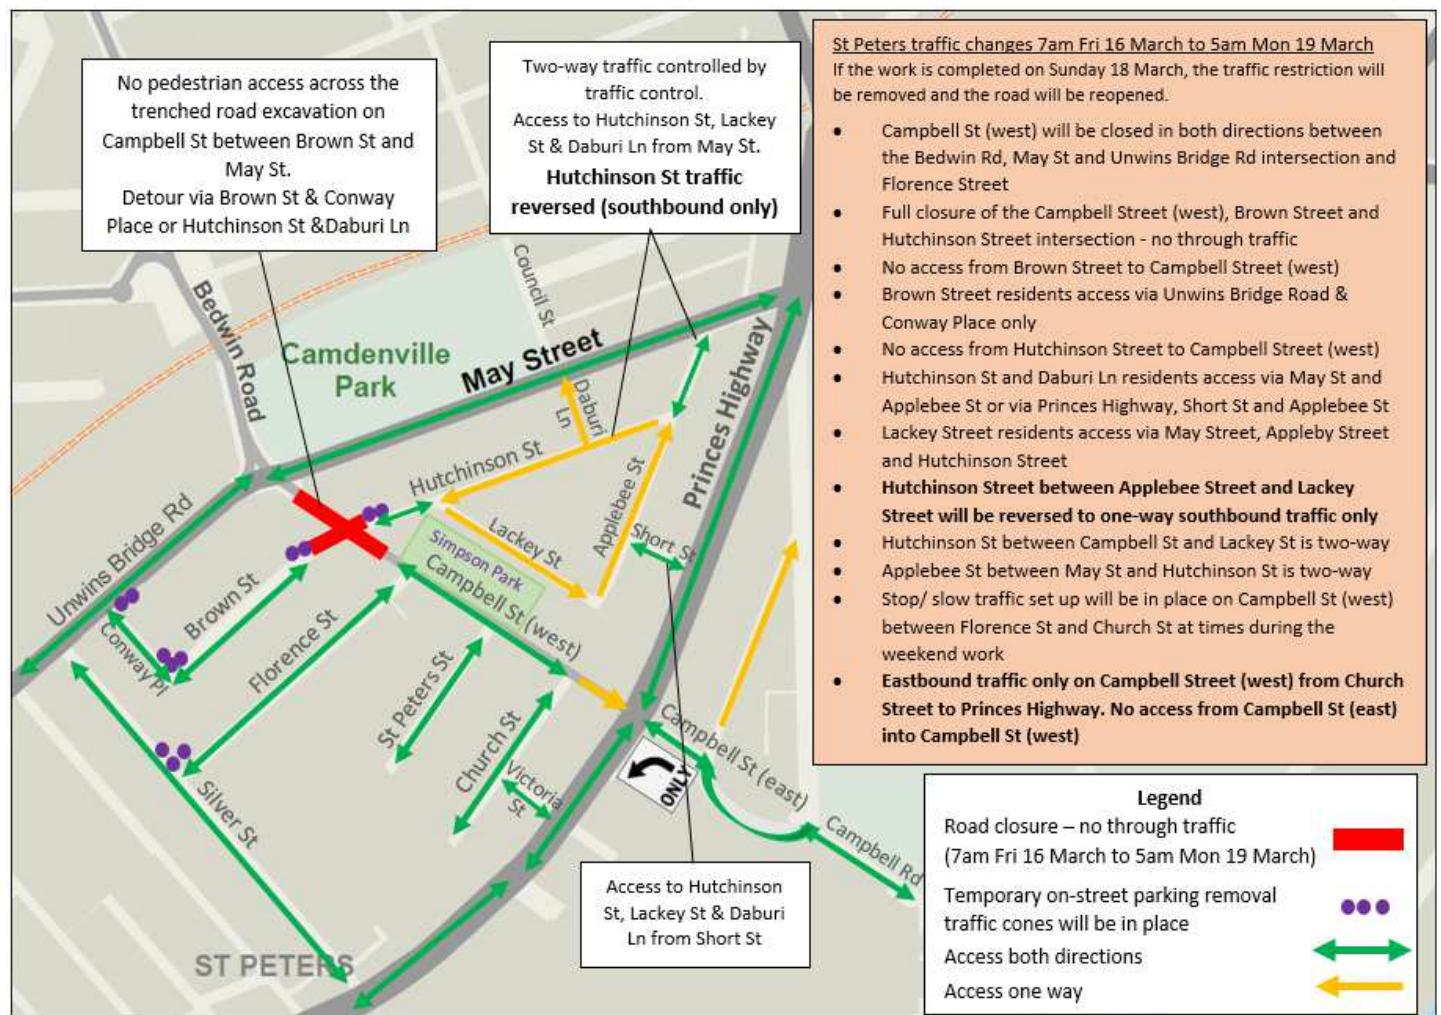 No pedestrian access across the
trenched road excavation on
Campbell St between Brown St and
May St.
Detour via Brown St & Conway
Place or Hutchinson St &Daburi Ln
Two-way traffic controlled by
traffic control.
Access to Hutchinson St, Lackey
St & Daburi Ln from May St.
Hutchinson St traffic
reversed (southbound only)
St Peters traffic changes 7am Fri 16 March to 5am Mon 19 March
If the work is completed on Sunday 18 March, the traffic restriction will
be removed and the road will be reopened.
• Campbell St (west) will be closed in both directions between
the Bedwin Rd, May St and Unwins Bridge Rd intersection and
Florence Street
• Full closure of the Campbell Street (west), Brown Street and
Hutchinson Street intersection - no through traffic
• No access from Brown Street to Campbell Street (west)
• Brown Street residents access via Unwins Bridge Road &
Conway Place only
• No access from Hutchinson Street to Campbell Street (west)
• Hutchinson St and Daburi Ln residents access via May St and
Applebee St or via Princes Highway, Short St and Applebee St
• Lackey Street residents access via May Street, Appleby Street
and Hutchinson Street
• Hutchinson Street between Applebee Street and Lackey
Street will be reversed to one-way southbound traffic only
• Hutchinson St between Campbell St and Lackey St is two-way
• Applebee St between May St and Hutchinson St is two-way
• Stop/ slow traffic set up will be in place on Campbell St (west)
between Florence St and Church St at times during the
weekend work
• Eastbound traffic only on Campbell Street (west) from Church
Street to Princes Highway. No access from Campbell St (east)
into Campbell St (west)
Council St
Bedwin Road
Camdenville
Park
May Street
Princes Highway
Daburi
Ln
Hutchinson St
Applebee St
Lackey St
Short St
Simpson Park
Campbell St (west)
Unwins Bridge Rd
Brown St
Conway Pl
Florence St
St Peters St
Church St
Victoria
St
Silver St
Campbell St (east)
ONLY
Campbell Rd
ST PETERS
Access to Hutchinson
St, Lackey St & Daburi
Ln from Short St
Legend
Road closure – no through traffic
(7am Fri 16 March to 5am Mon 19 March)
Temporary on-street parking removal
traffic cones will be in place
Access both directions
Access one way